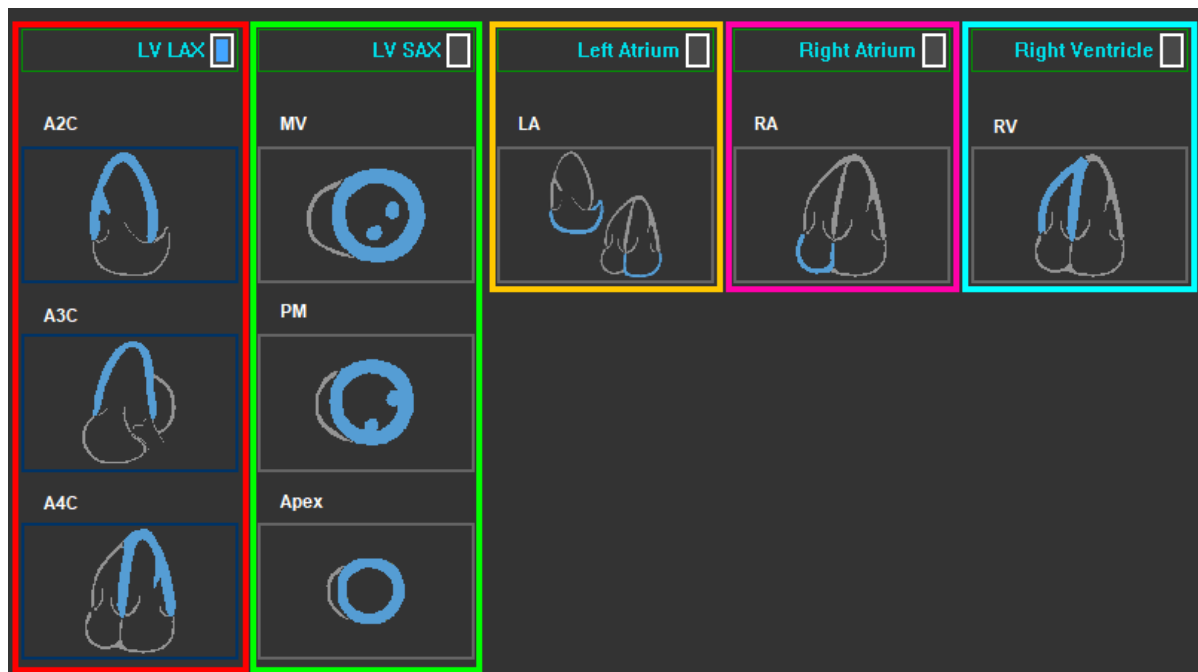 LV LAX
LV SAX
Left Atrium
Right Atrium
Right Ventricle
A2C
MV
LA
RA
RV
A3C
PM
A4C
Apex